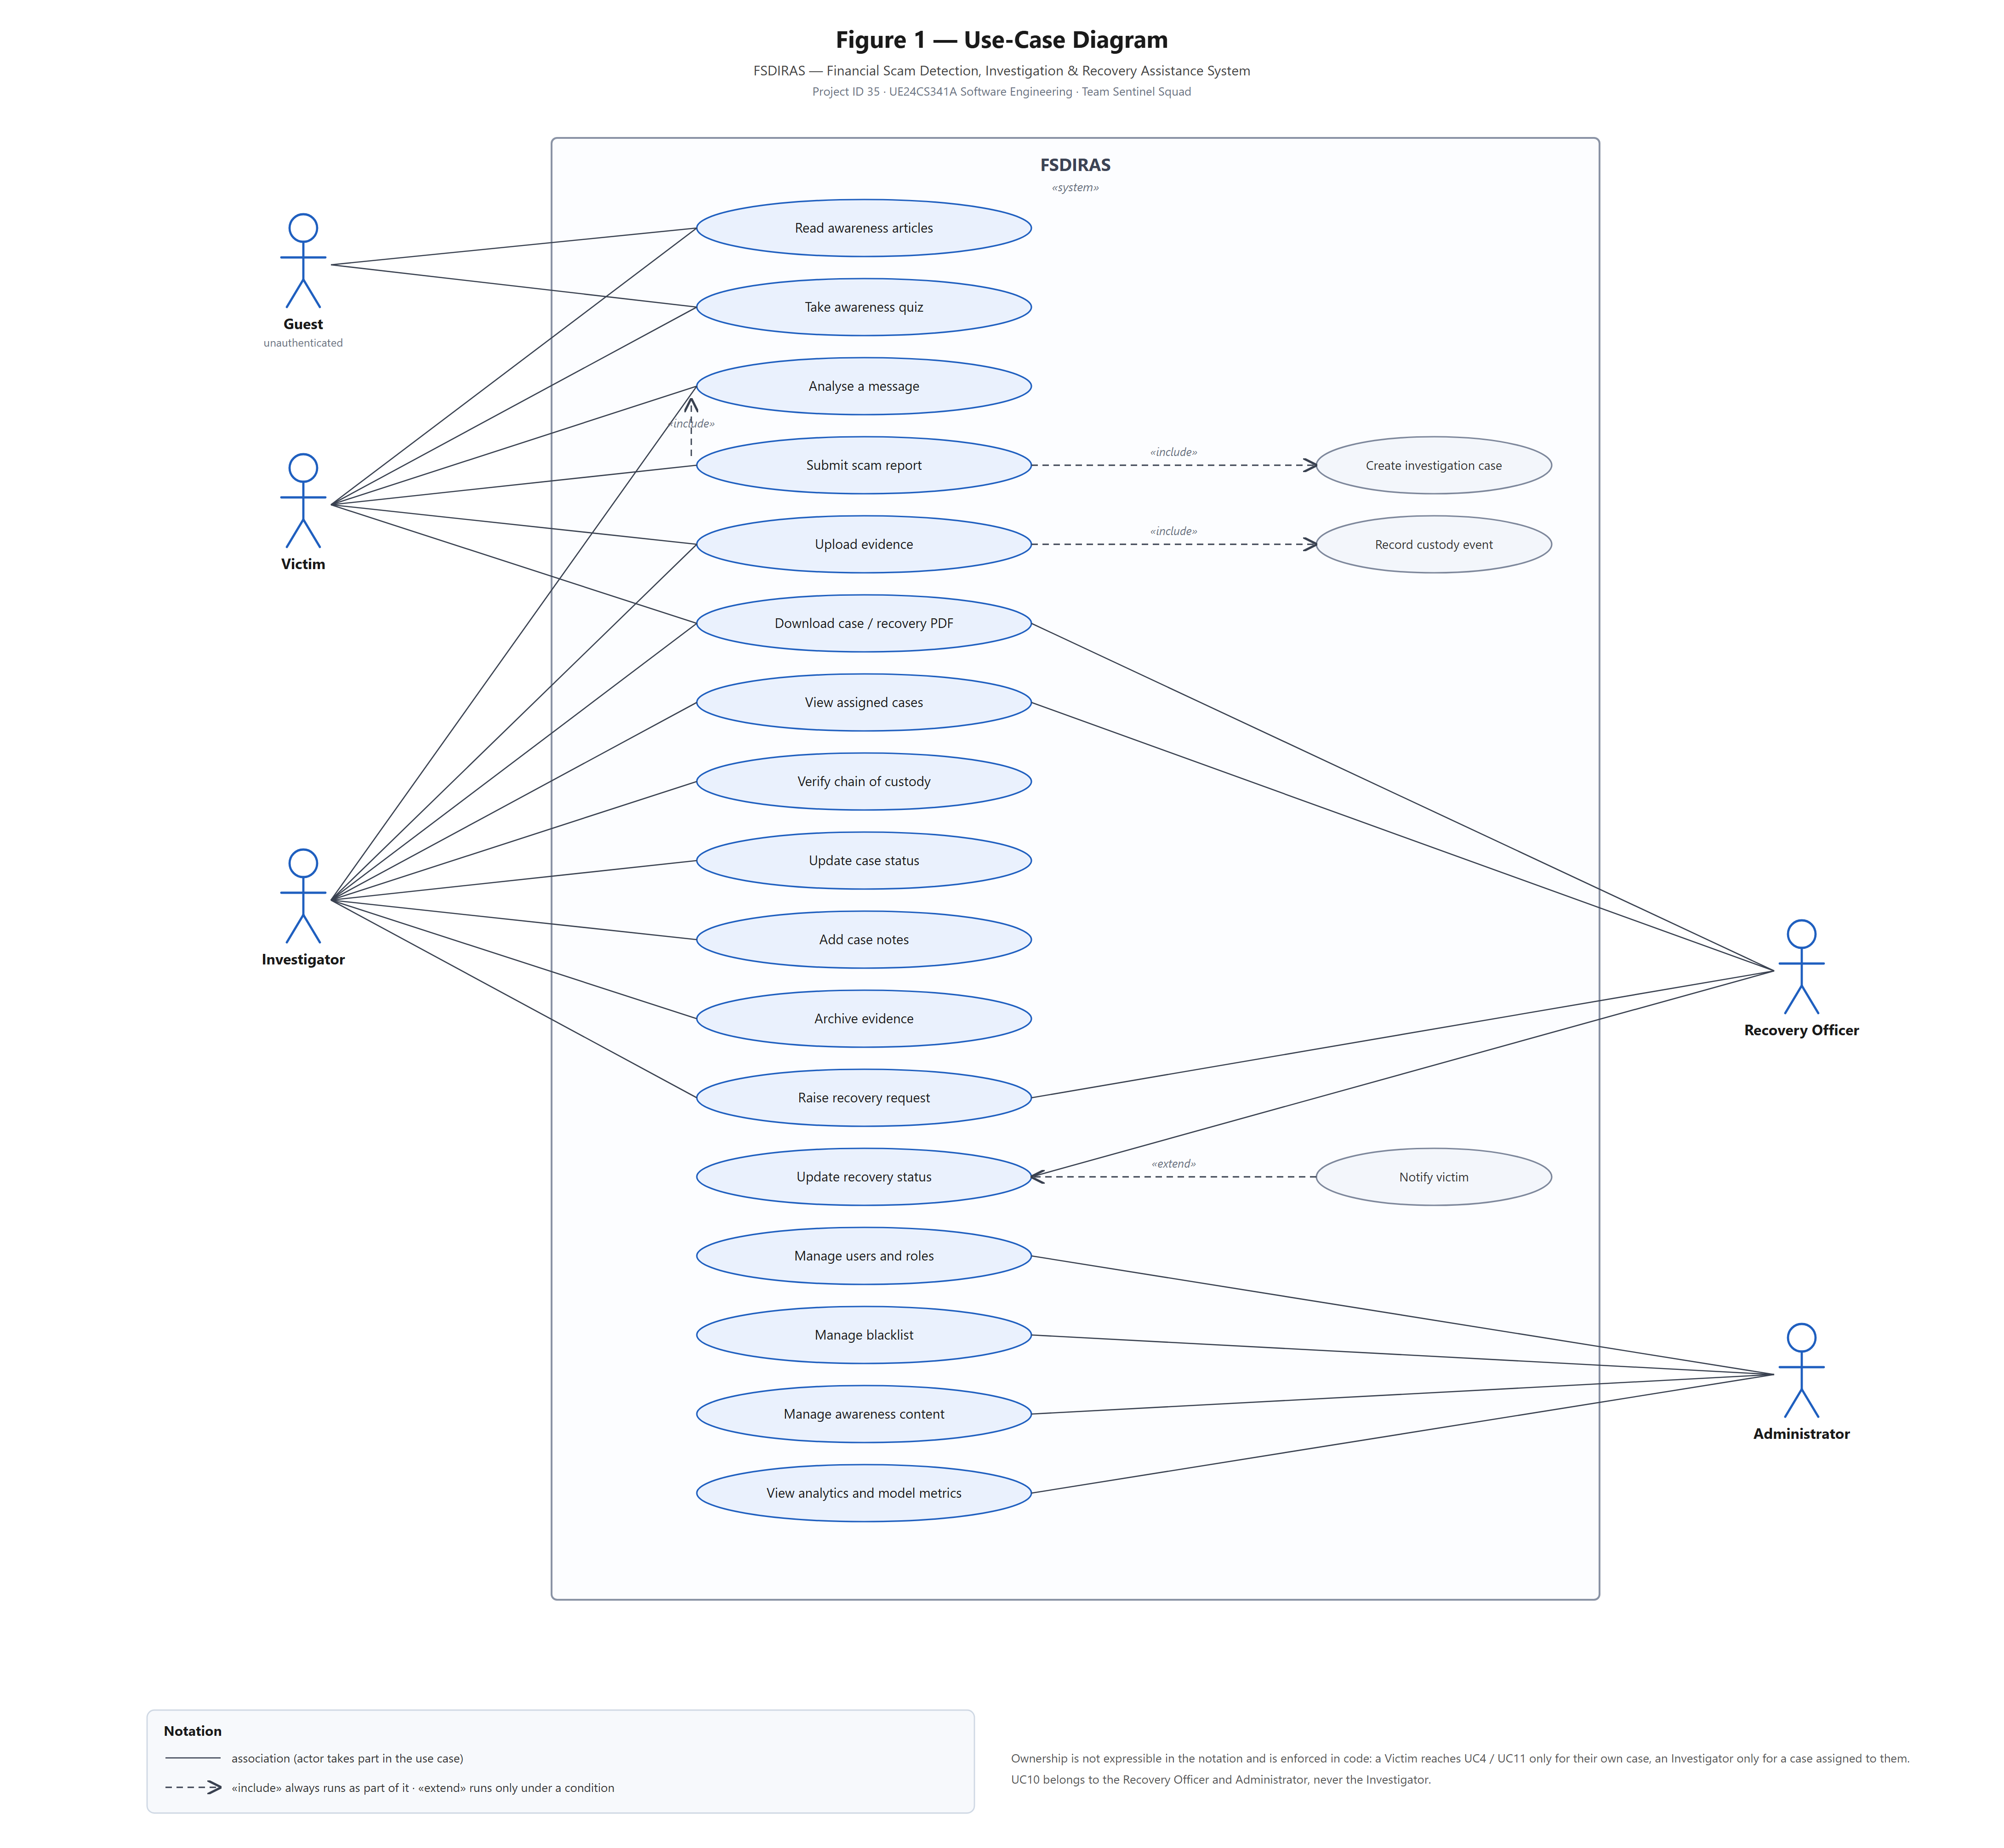 Figure 1 — Use-Case Diagram
FSDIRAS — Financial Scam Detection, Investigation & Recovery Assistance System
Project ID 35 · UE24CS341A Software Engineering · Team Sentinel Squad
FSDIRAS
«system»
Read awareness articles
Guest
unauthenticated
Take awareness quiz
Analyse a message
«include»
Victim
Submit scam report
«include»
Create investigation case
Upload evidence
«include»
Record custody event
Download case / recovery PDF
View assigned cases
Verify chain of custody
Update case status
Investigator
Add case notes
Archive evidence
Recovery Officer
Raise recovery request
Update recovery status
«extend»
Notify victim
Manage users and roles
Manage blacklist
Manage awareness content
Administrator
View analytics and model metrics
Notation
association (actor takes part in the use case)
«include» always runs as part of it · «extend» runs only under a condition
Ownership is not expressible in the notation and is enforced in code: a Victim reaches UC4 / UC11 only for their own case, an Investigator only for a case assigned to them.
UC10 belongs to the Recovery Officer and Administrator, never the Investigator.